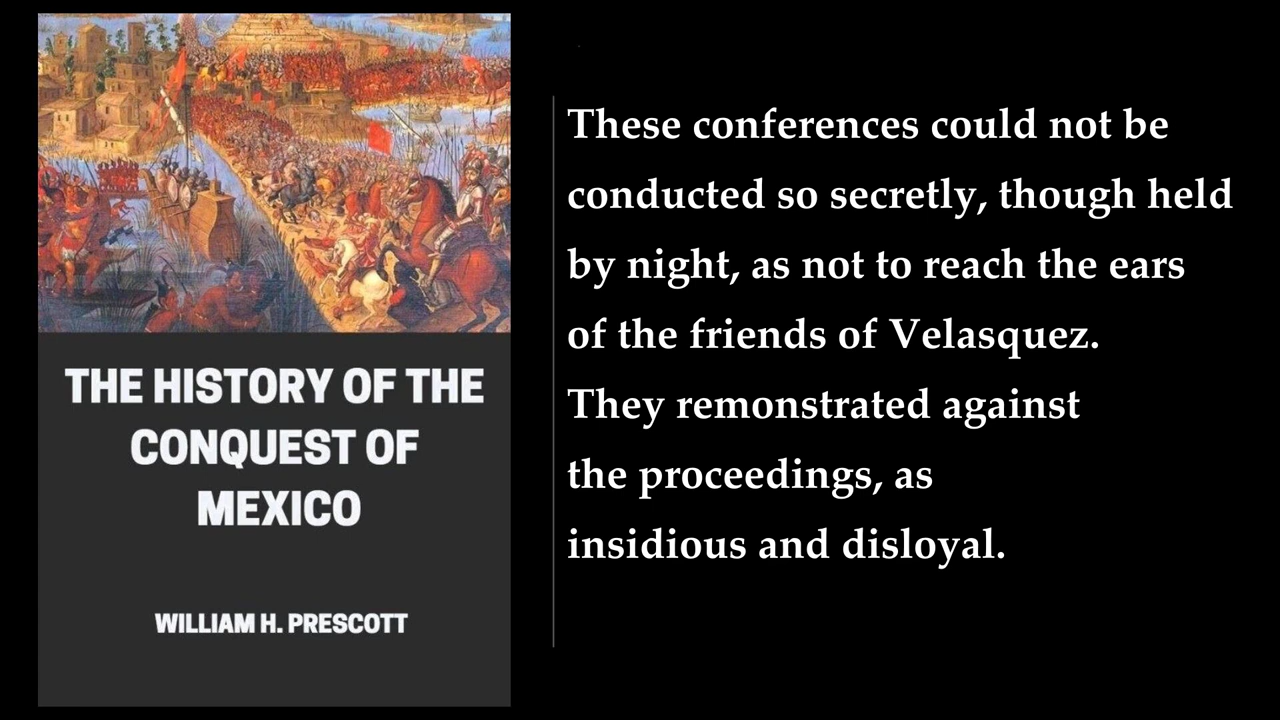 THE HISTORY OF THE
CONQUEST OF
MEXICO
WILLIAM H. PRESCOTT
These conferences could not be
conducted so secretly, though held
by night, as not to reach the ears
of the friends of Velasquez.
They remonstrated against
the proceedings, as
insidious and disloyal.